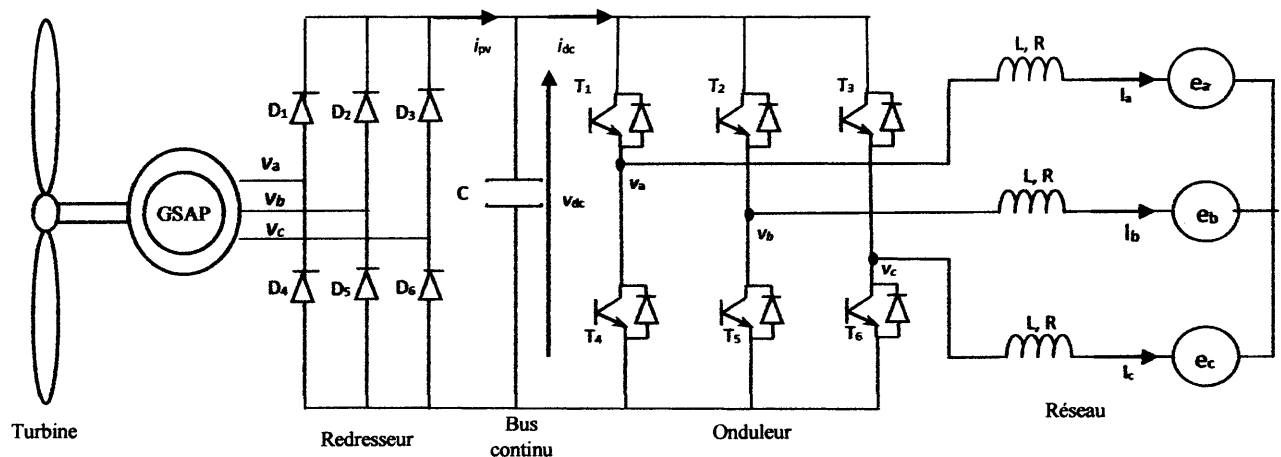 i_pv
i_dc
L, R
I_a
e_a
D₁
D₂
D₃
T₁
T₂
T₃
v_a
v_b
v_c
GSAP
C
v_dc
v_a
v_b
v_c
L, R
I_b
e_b
D₄
D₅
D₆
T₄
T₅
T₆
L, R
I_c
e_c
Turbine
Redresseur
Bus
continu
Onduleur
Réseau